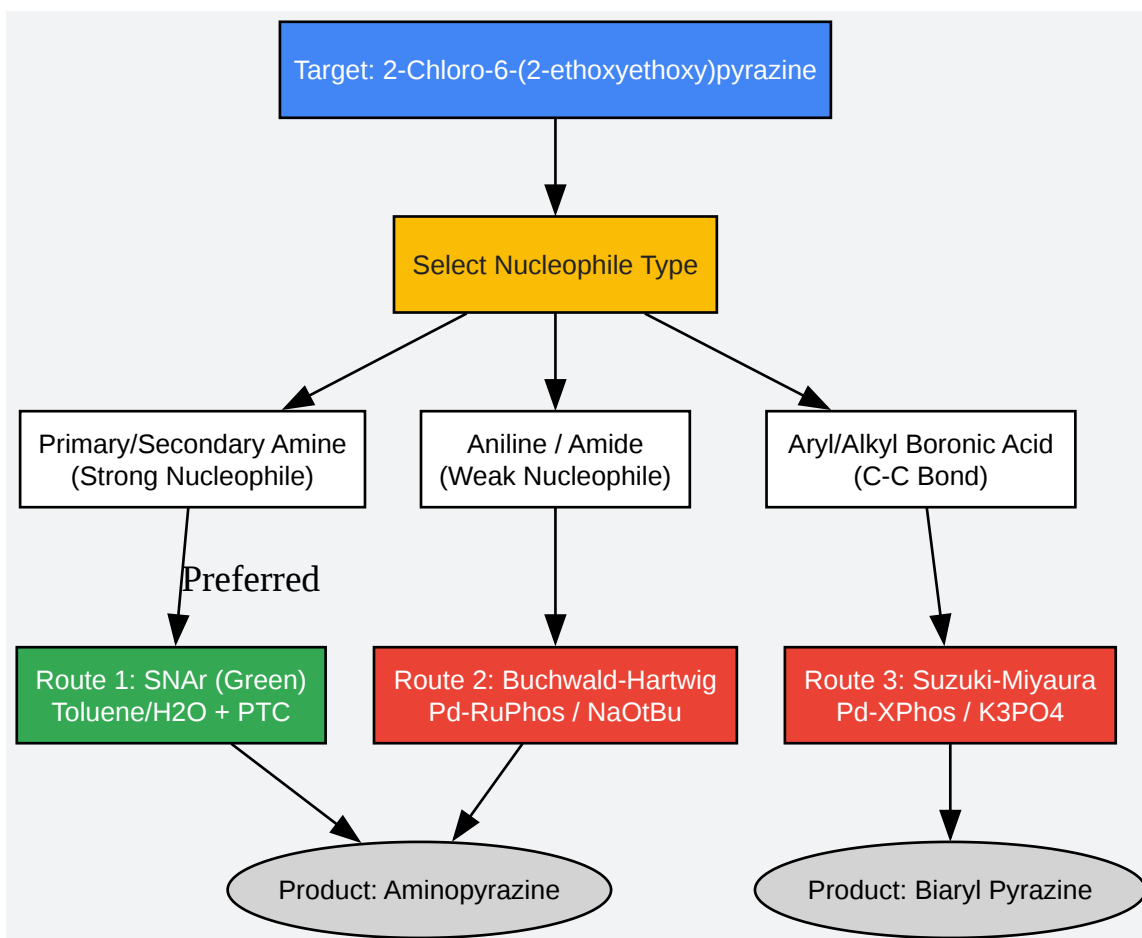 Target: 2-Chloro-6-(2-ethoxyethoxy)pyrazine
Select Nucleophile Type
Primary/Secondary Amine
(Strong Nucleophile)
Aniline / Amide
(Weak Nucleophile)
Aryl/Alkyl Boronic Acid
(C-C Bond)
Preferred
Route 1: SNAr (Green)
Toluene/H2O + PTC
Route 2: Buchwald-Hartwig
Pd-RuPhos / NaOtBu
Route 3: Suzuki-Miyaura
Pd-XPhos / K3PO4
Product: Aminopyrazine
Product: Biaryl Pyrazine